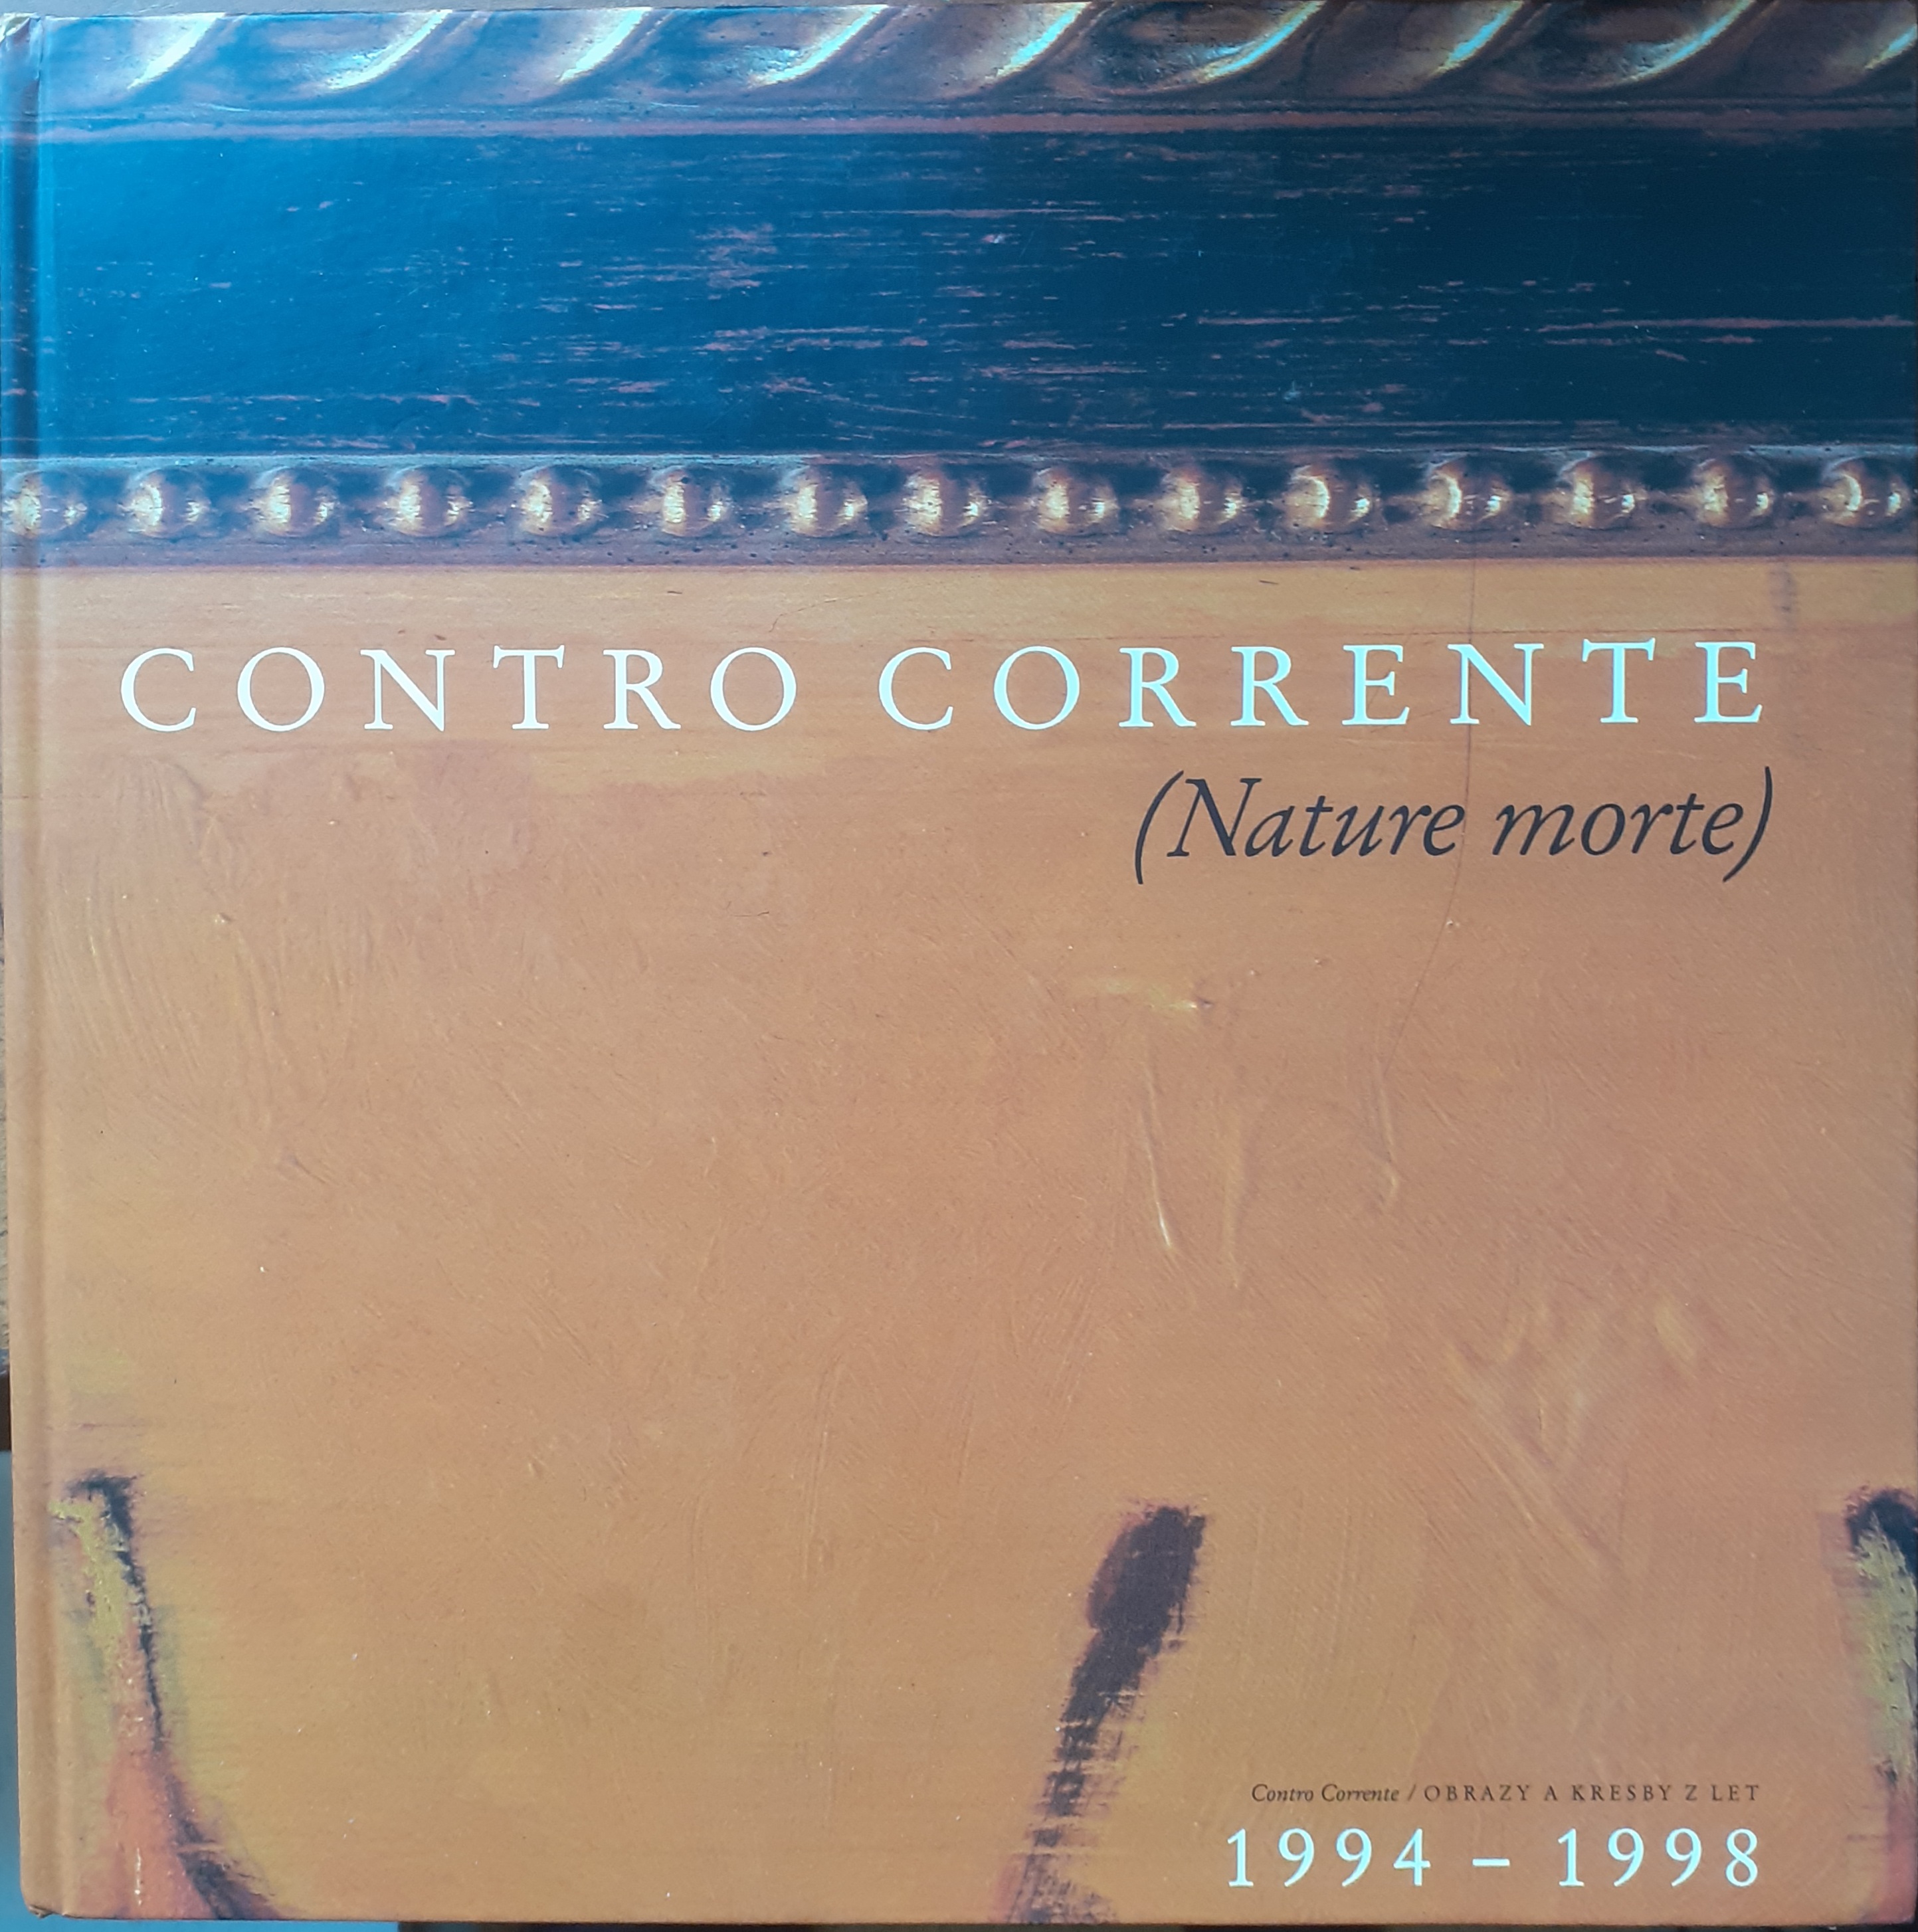 CONTRO CORRENTE
(Nature morte)
Contro Corrente / OBRAZY A KRESBY Z LET
1994 – 1998